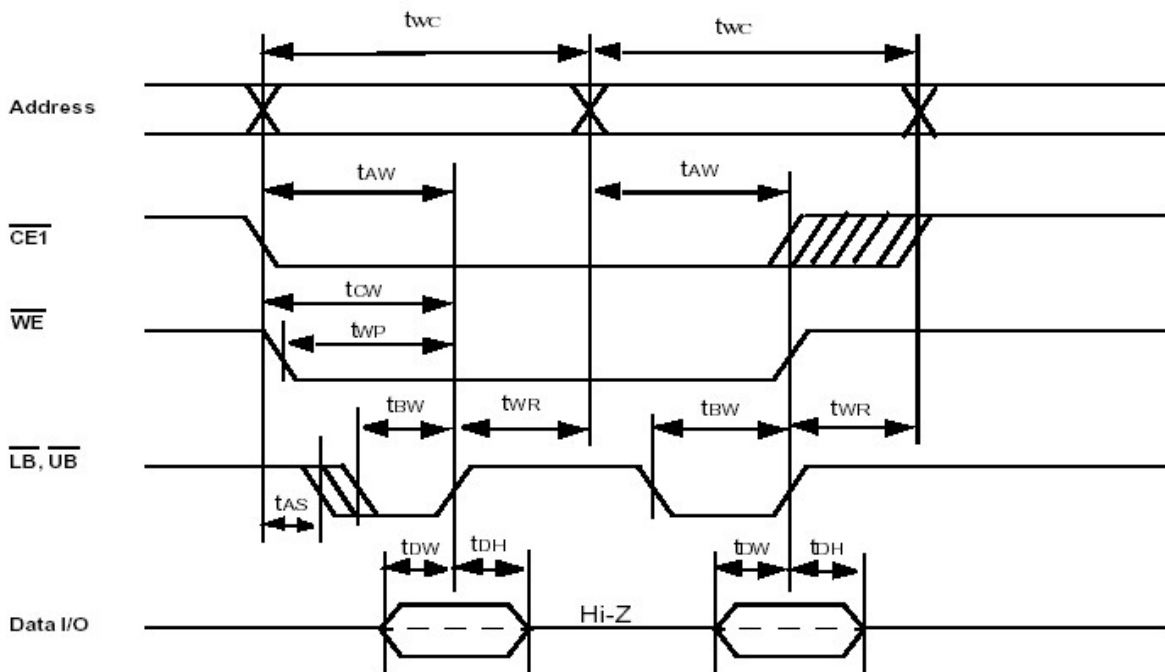 tWC tWC
Address
tAW tAW
CE1
tCW
WE
tWP
tBW tWR tBW tWR
LB, UB
tAS
tDW tDH tDW tDH
Hi-Z
Data I/O